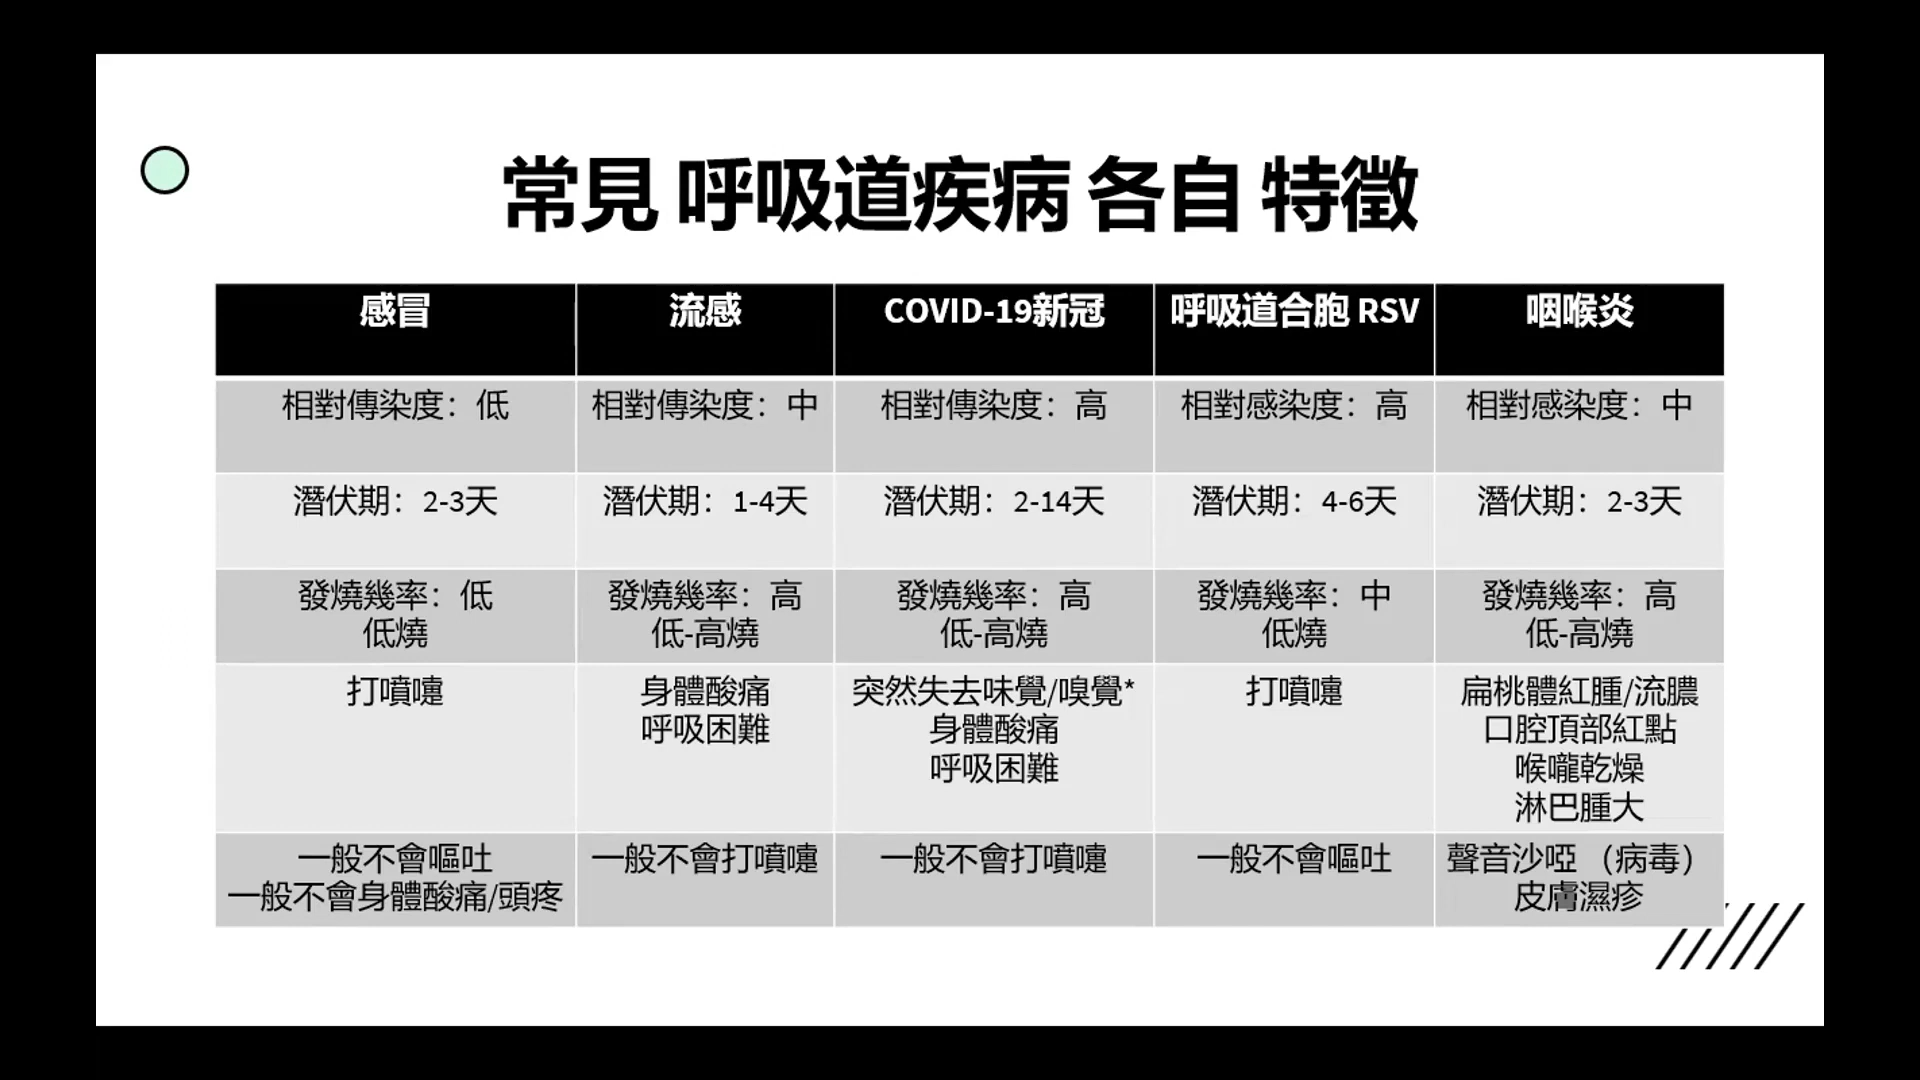 常見 呼吸道疾病 各自 特徵
感冒
流感
COVID-19新冠
呼吸道合胞 RSV
咽喉炎
相對傳染度：低
相對傳染度：中
相對傳染度：高
相對感染度：高
相對感染度：中
潛伏期：2-3天
潛伏期：1-4天
潛伏期：2-14天
潛伏期：4-6天
潛伏期：2-3天
發燒幾率：低
低燒
發燒幾率：高
低-高燒
發燒幾率：高
低-高燒
發燒幾率：中
低燒
發燒幾率：高
低-高燒
打噴嚏
身體酸痛
呼吸困難
突然失去味覺/嗅覺*
身體酸痛
呼吸困難
打噴嚏
扁桃體紅腫/流膿
口腔頂部紅點
喉嚨乾燥
淋巴腫大
一般不會嘔吐
一般不會身體酸痛/頭疼
一般不會打噴嚏
一般不會打噴嚏
一般不會嘔吐
聲音沙啞（病毒）
皮膚濕疹